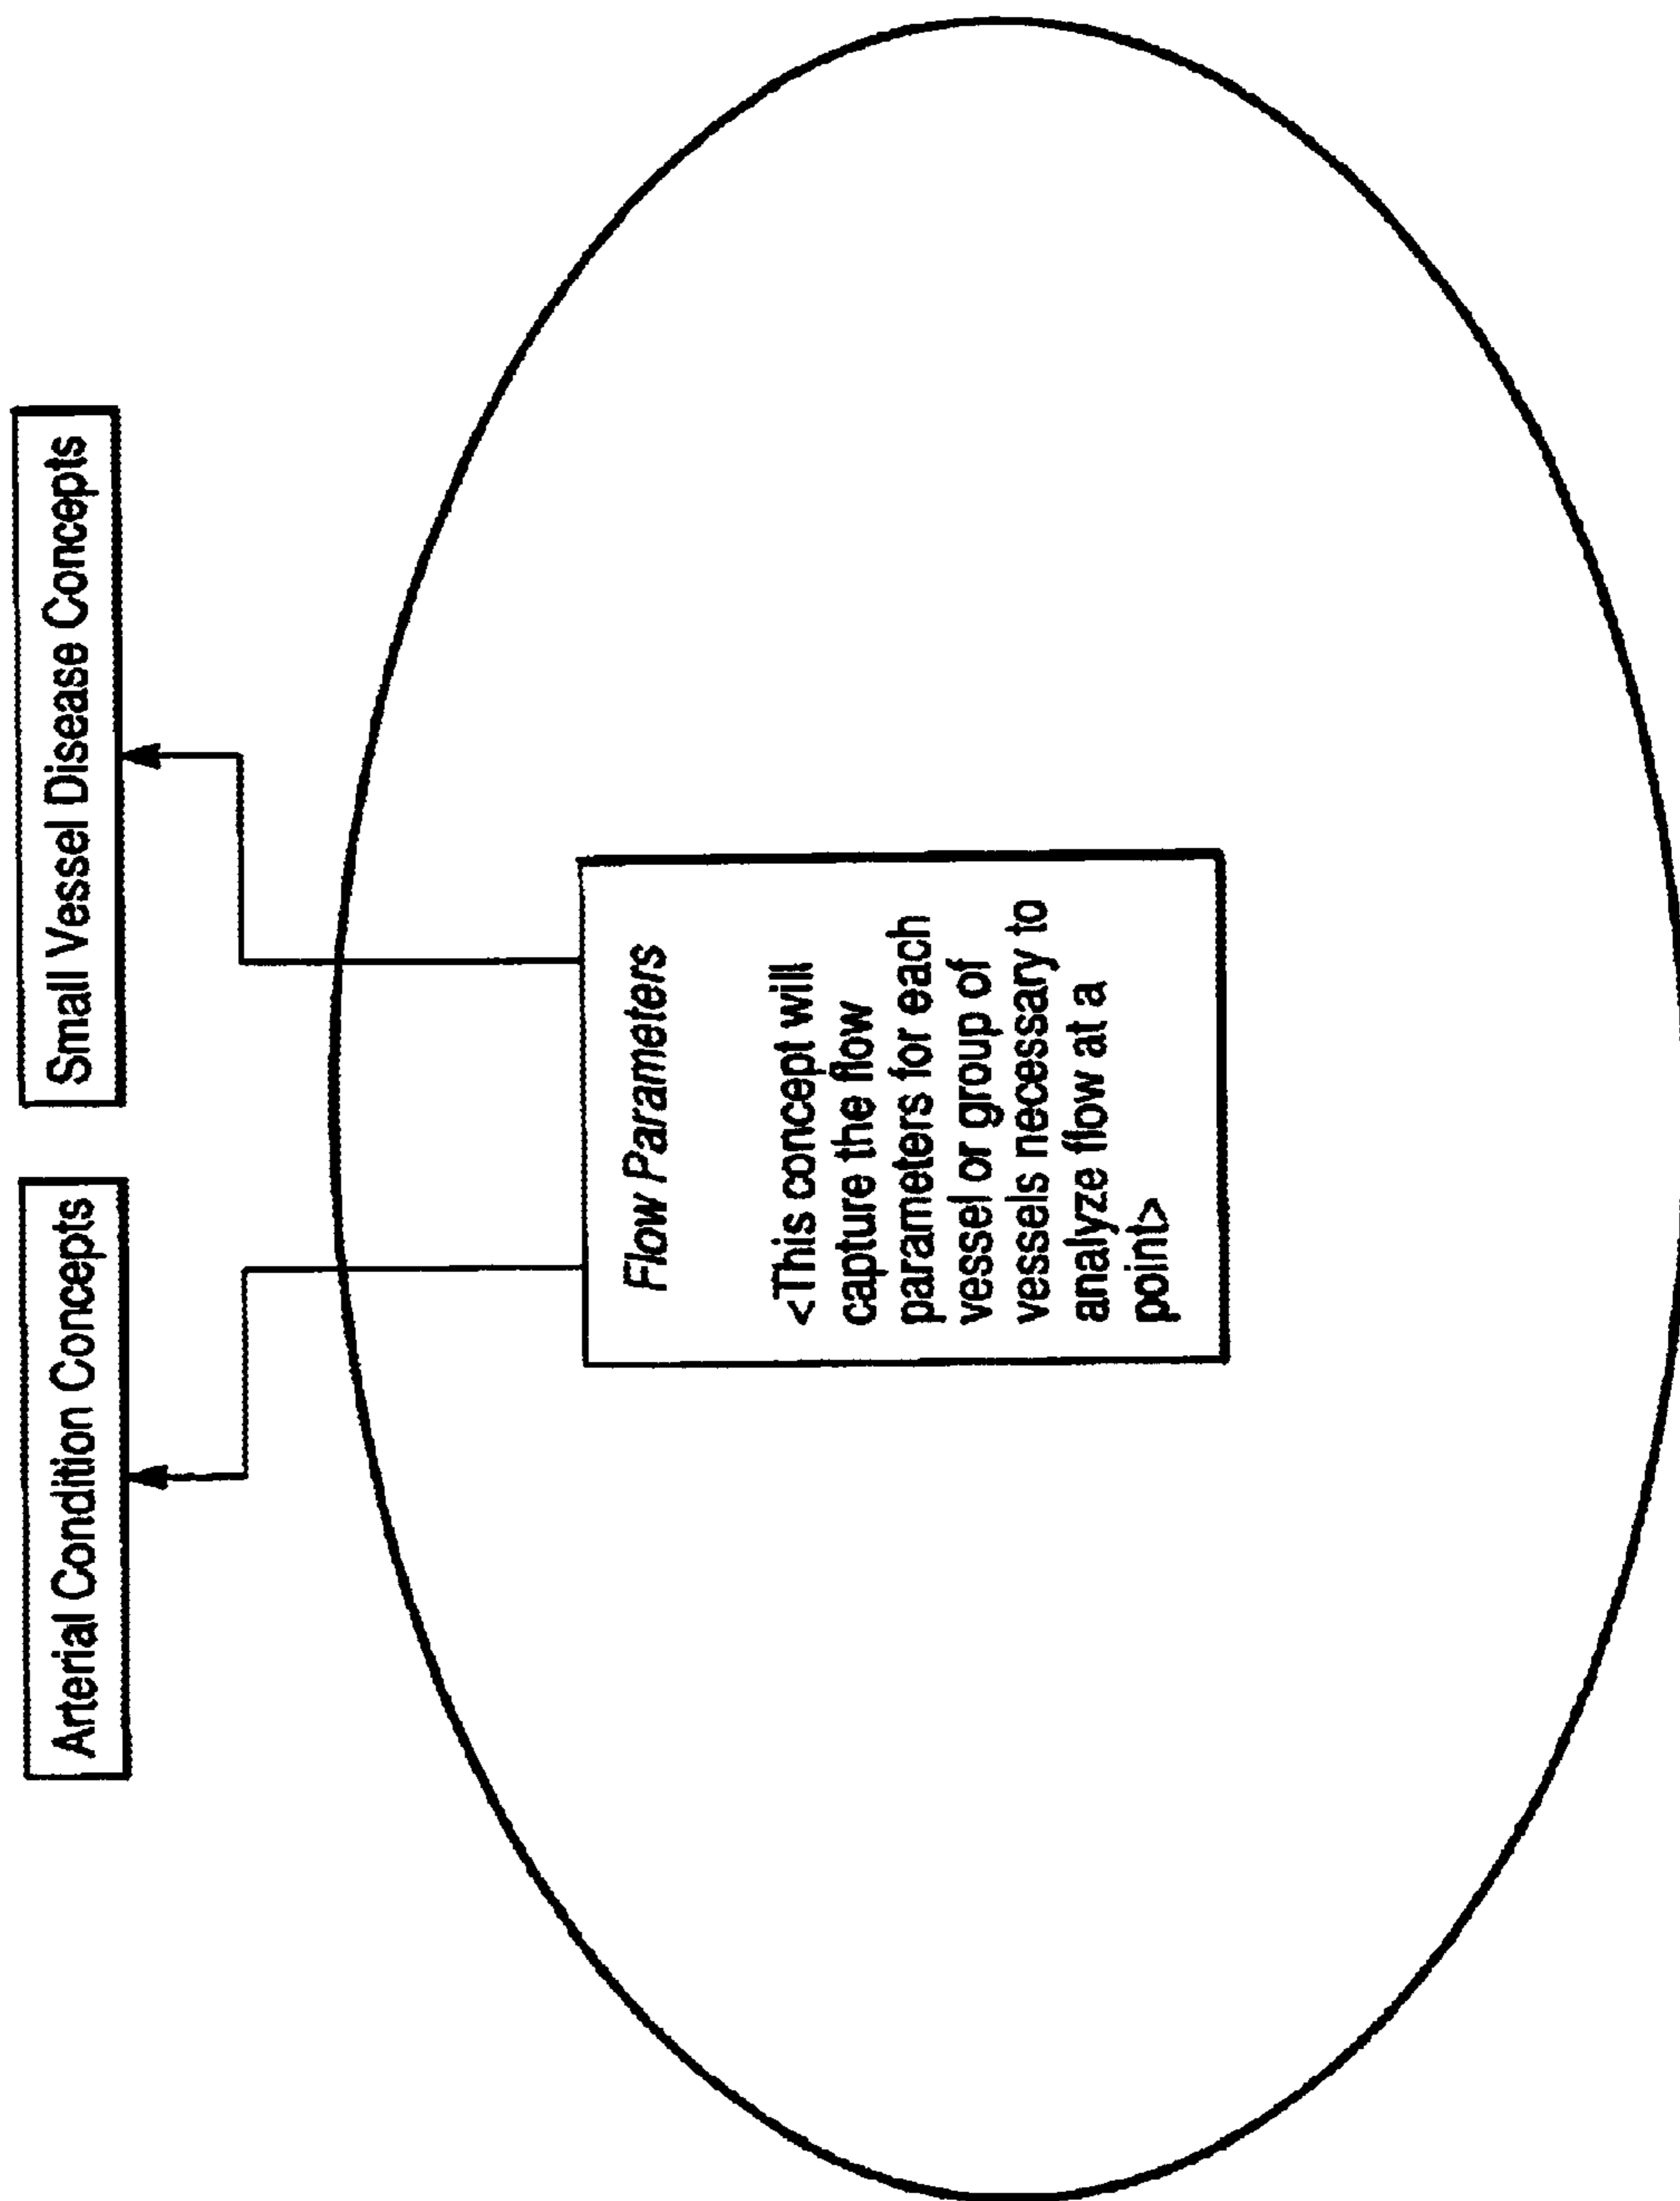 Arterial Condition Concepts
Small Vessel Disease Concepts
Flow Parameters
<This concept will
capture the flow
parameters for each
vessel or group of
vessels necessary to
analyze flow at a
point>